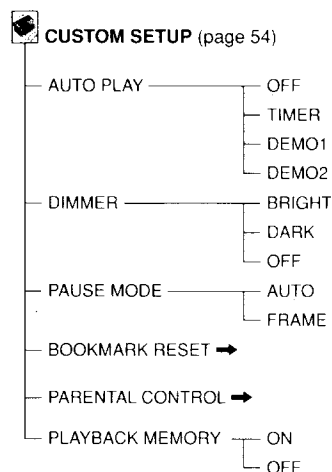 CUSTOM SETUP (page 54)
AUTO PLAY OFF
TIMER
DEMO1
DEMO2
DIMMER BRIGHT
DARK
OFF
PAUSE MODE AUTO
FRAME
BOOKMARK RESET ➡
PARENTAL CONTROL ➡
PLAYBACK MEMORY ON
OFF